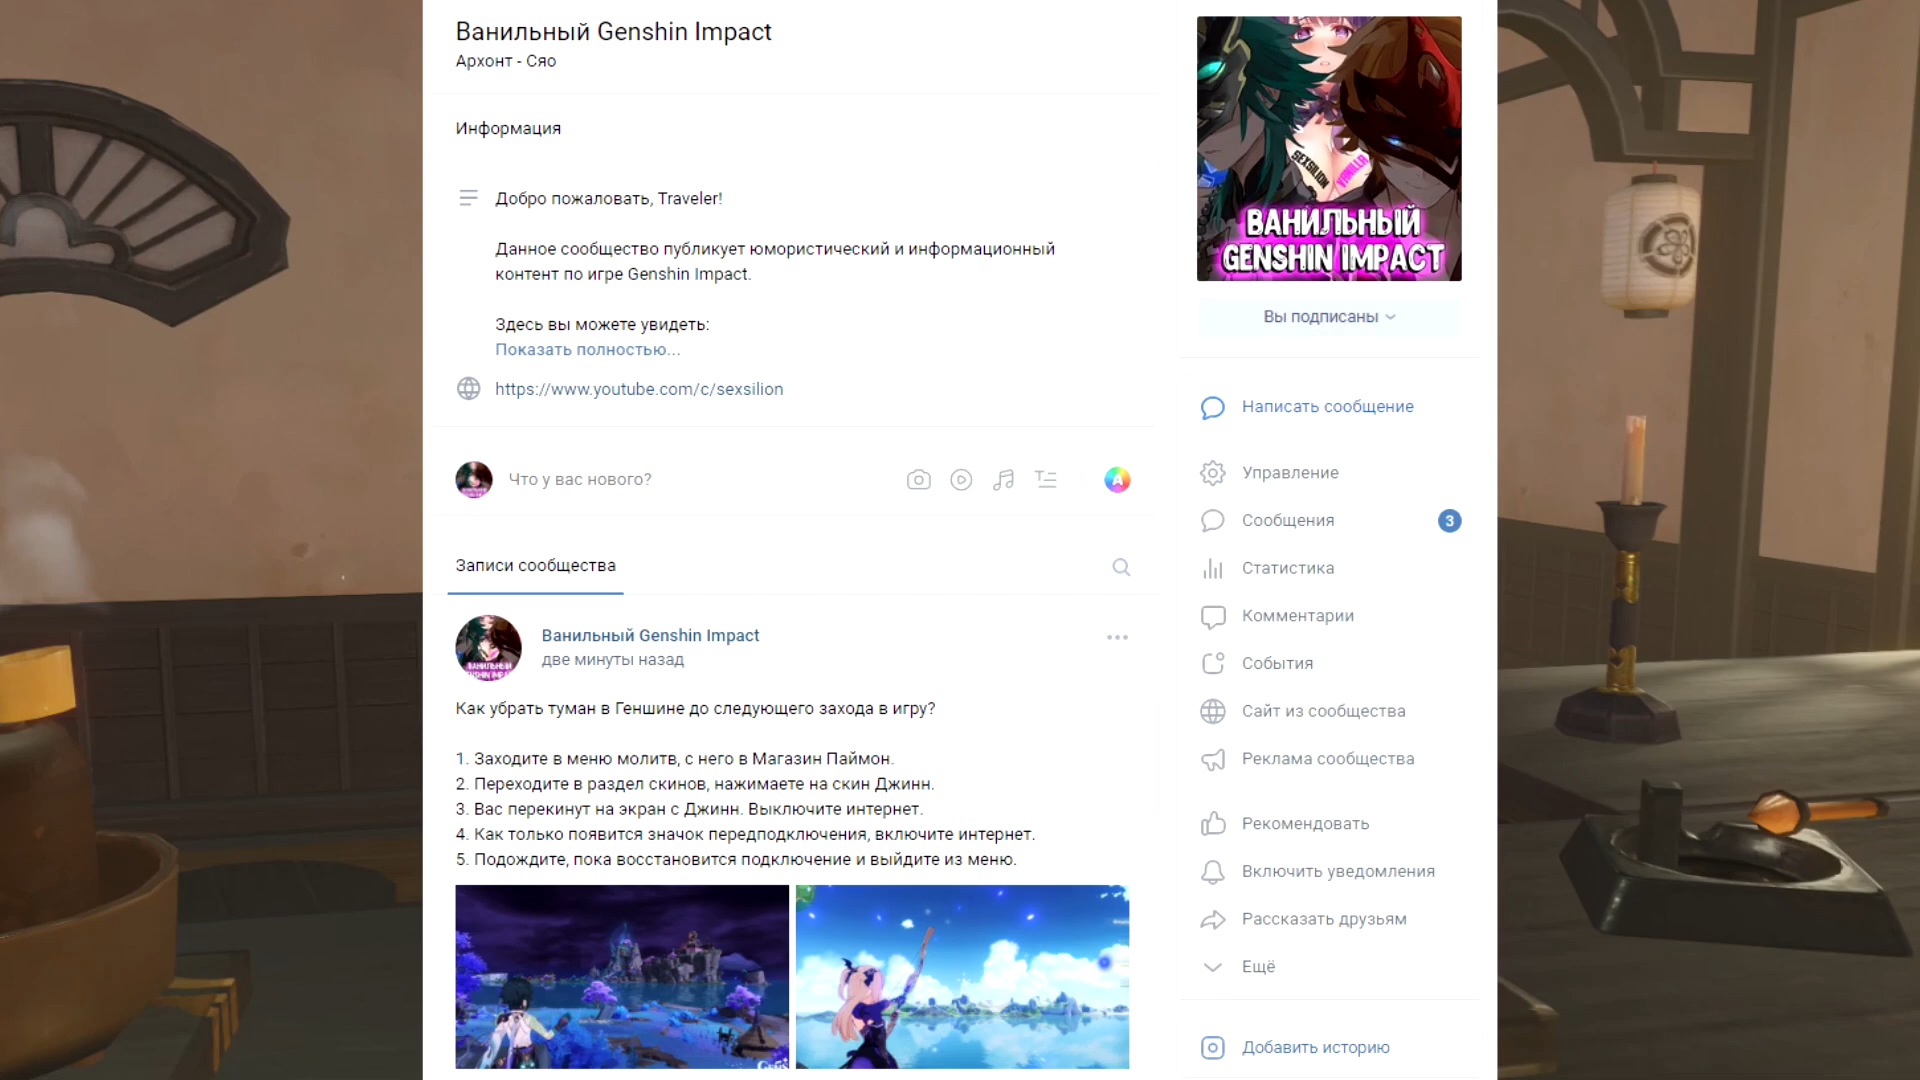 Ванильный Genshin Impact
Архонт - Сяо
Информация
Добро пожаловать, Traveler!
Данное сообщество публикует юмористический и информационный
контент по игре Genshin Impact.
Здесь вы можете увидеть:
Показать полностью...
https://www.youtube.com/c/sexsilion
Что у вас нового?
A
Записи сообщества
Ванильный Genshin Impact
две минуты назад
Как убрать туман в Геншине до следующего захода в игру?
1. Заходите в меню молитв, с него в Магазин Паймон.
2. Переходите в раздел скинов, нажимаете на скин Джинн.
3. Вас перекинут на экран с Джинн. Выключите интернет.
4. Как только появится значок передподключения, включите интернет.
5. Подождите, пока восстановится подключение и выйдите из меню.
SEXSILION
VANILLA
ВАНИЛЬНЫЙ
GENSHIN IMPACT
Вы подписаны
Написать сообщение
Управление
Сообщения 3
Статистика
Комментарии
События
Сайт из сообщества
Реклама сообщества
Рекомендовать
Включить уведомления
Рассказать друзьям
Ещё
Добавить историю